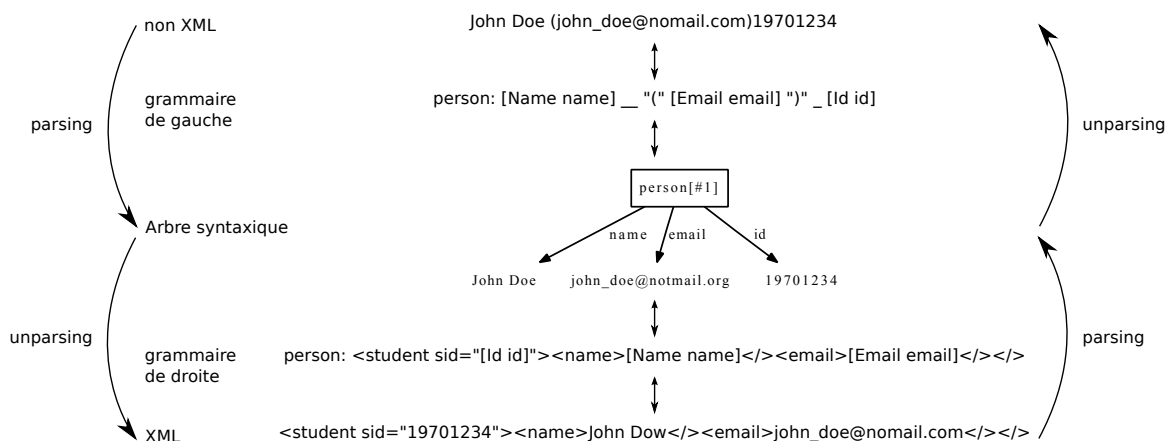 non XML
John Doe (john_doe@nomail.com)19701234
grammaire
de gauche
person: [Name name] __ "(" [Email email] ")" _ [Id id]
parsing
unparsing
person[#1]
Arbre syntaxique
name email id
John Doe john_doe@notmail.org 19701234
unparsing
parsing
grammaire
de droite
person: <student sid="[Id id]"><name>[Name name]</><email>[Email email]</></>
XML
<student sid="19701234"><name>John Dow</><email>john_doe@nomail.com</></>